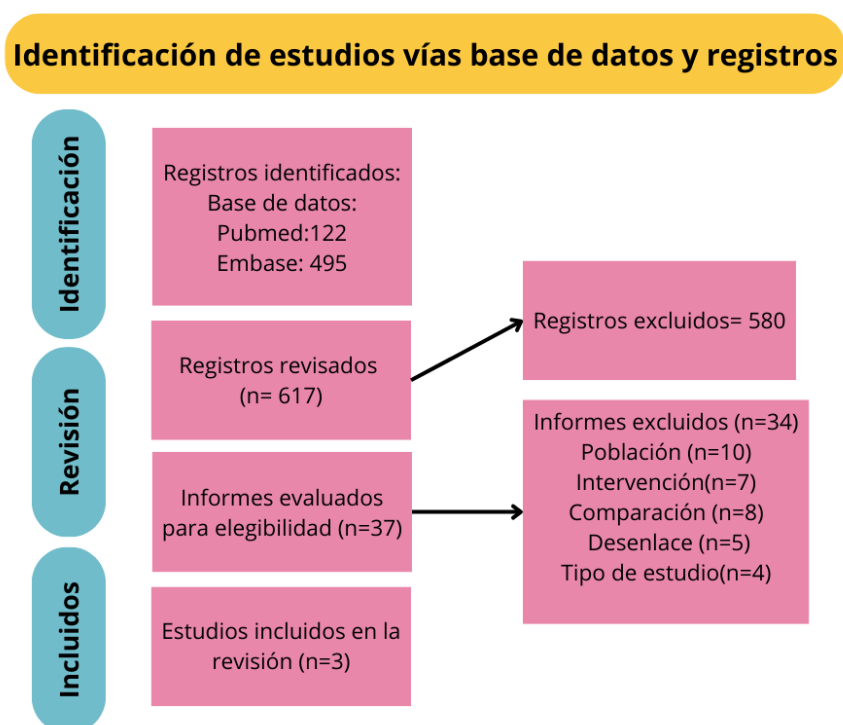 Identificación de estudios vías base de datos y registros
Identificación
Registros identificados:
Base de datos:
Pubmed:122
Embase: 495
Registros excluidos= 580
Revisión
Registros revisados
(n= 617)
Informes evaluados
para elegibilidad (n=37)
Informes excluidos (n=34)
Población (n=10)
Intervención(n=7)
Comparación (n=8)
Desenlace (n=5)
Tipo de estudio(n=4)
Incluidos
Estudios incluidos en la
revisión (n=3)